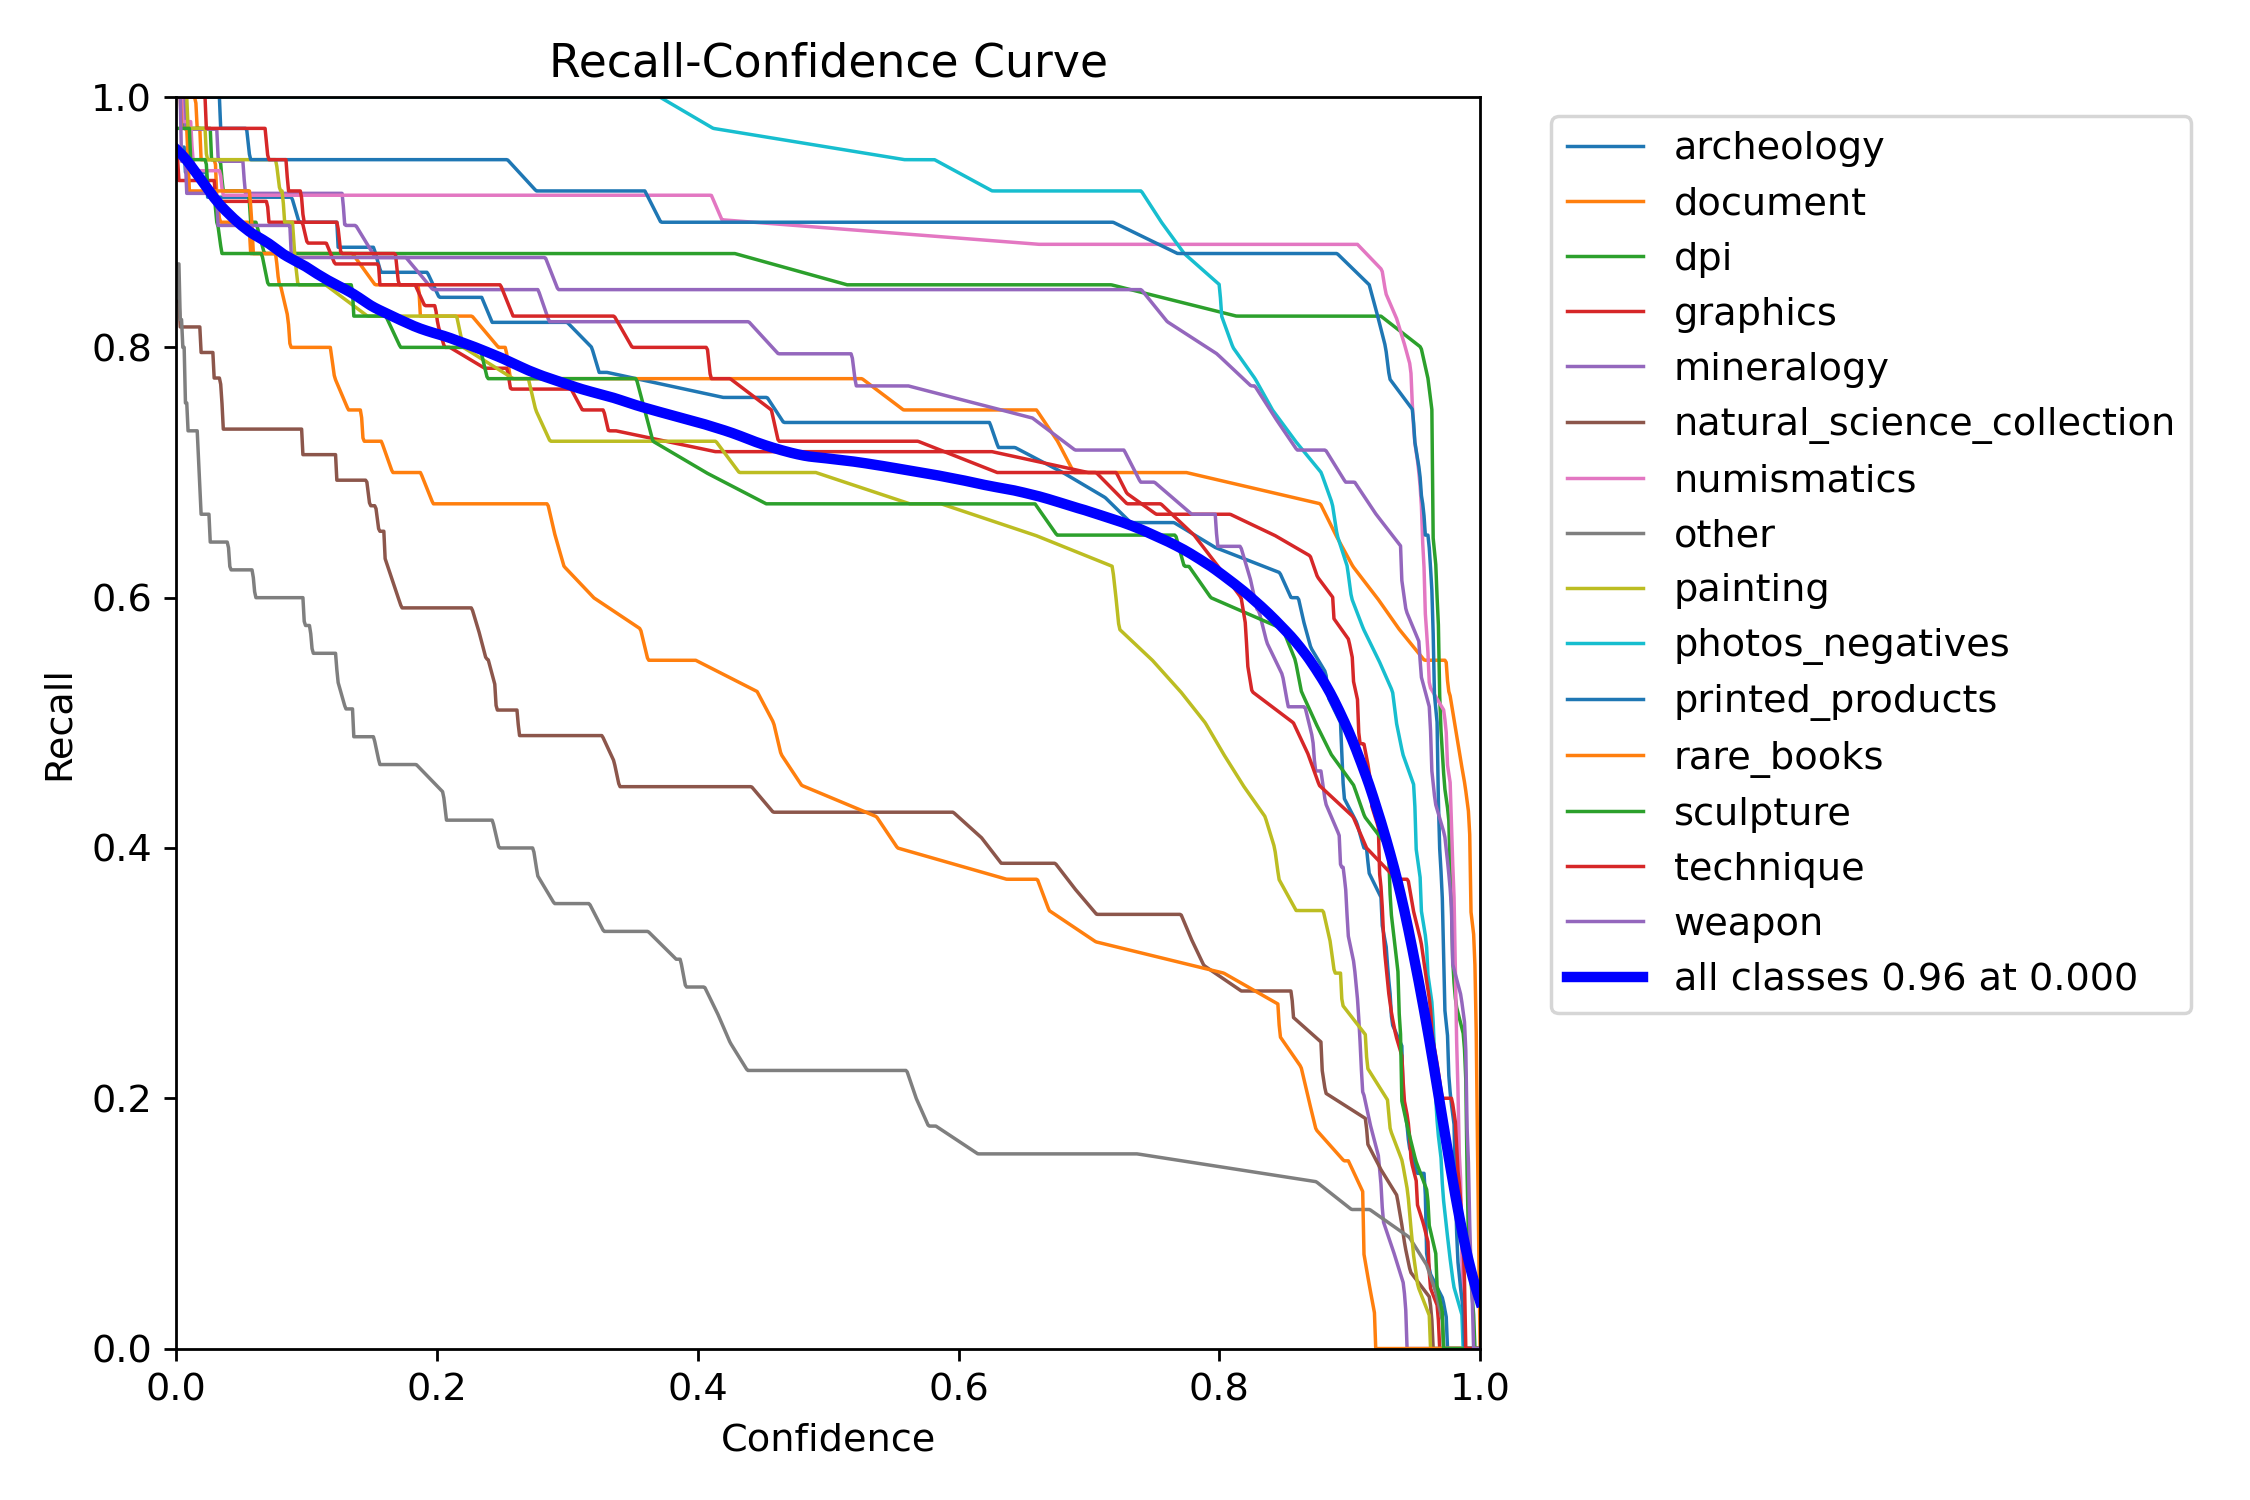 Recall-Confidence Curve
1.0
0.8
0.6
0.4
0.2
0.0
Recall
0.0 0.2 0.4 0.6 0.8 1.0
Confidence
archeology
document
dpi
graphics
mineralogy
natural_science_collection
numismatics
other
painting
photos_negatives
printed_products
rare_books
sculpture
technique
weapon
all classes 0.96 at 0.000